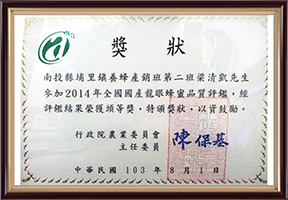 獎狀
南投縣埔里鎮養蜂產銷班第二班梁清凱先生
參加2014年全國國產龍眼蜂蜜品質評鑑，經
評鑑結果榮獲頭等獎，特頒獎狀，以資鼓勵。
行政院農業委員會
主任委員 陳保基
中華民國103年8月1日